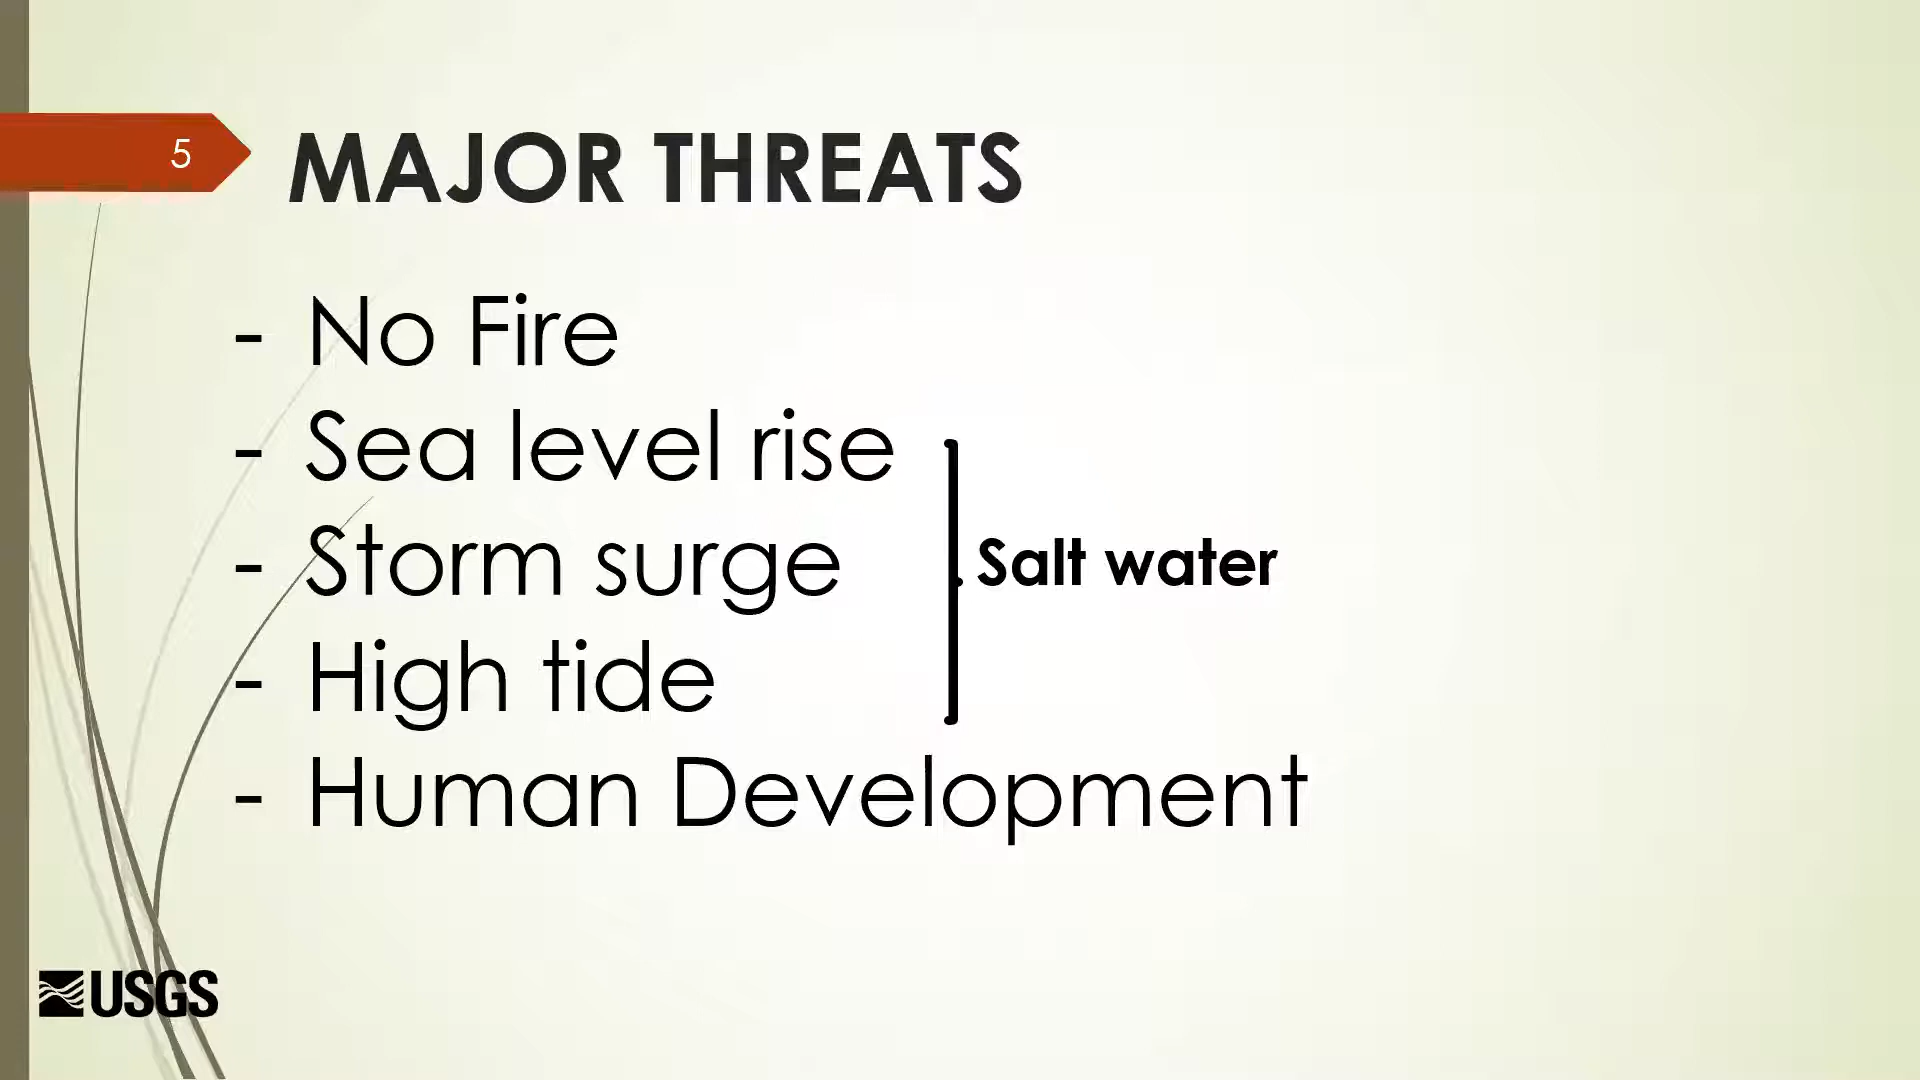 5
MAJOR THREATS
- No Fire
- Sea level rise
- Storm surge
Salt water
- High tide
- Human Development
USGS